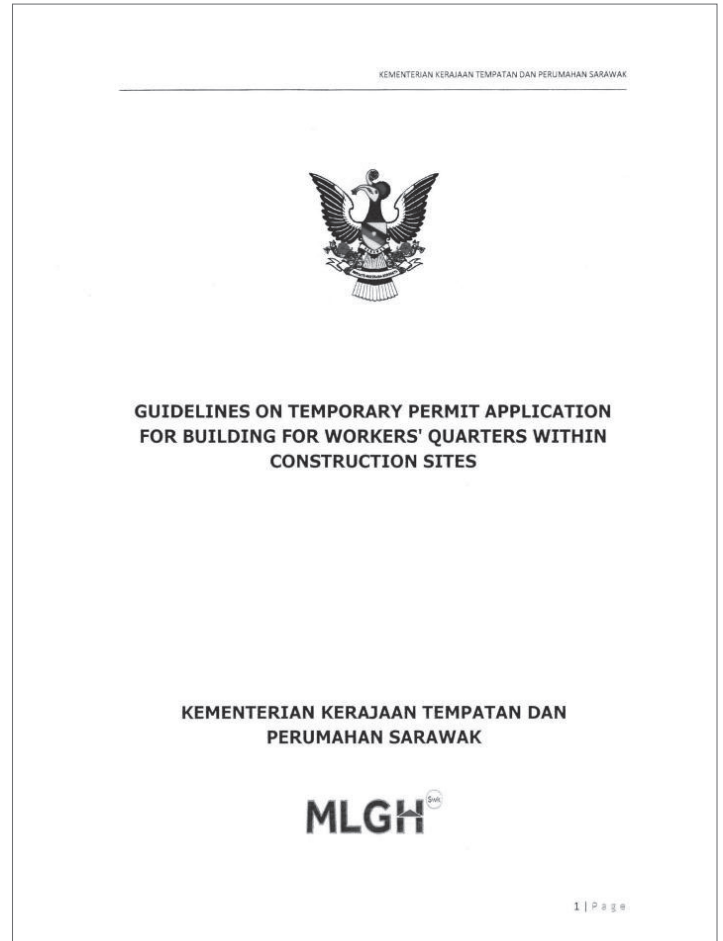 KEMENTERIAN KERAJAAN TEMPATAN DAN PERUMAHAN SARAWAK
GUIDELINES ON TEMPORARY PERMIT APPLICATION
FOR BUILDING FOR WORKERS' QUARTERS WITHIN
CONSTRUCTION SITES
KEMENTERIAN KERAJAAN TEMPATAN DAN
PERUMAHAN SARAWAK
MLGH Swk
1 | Page